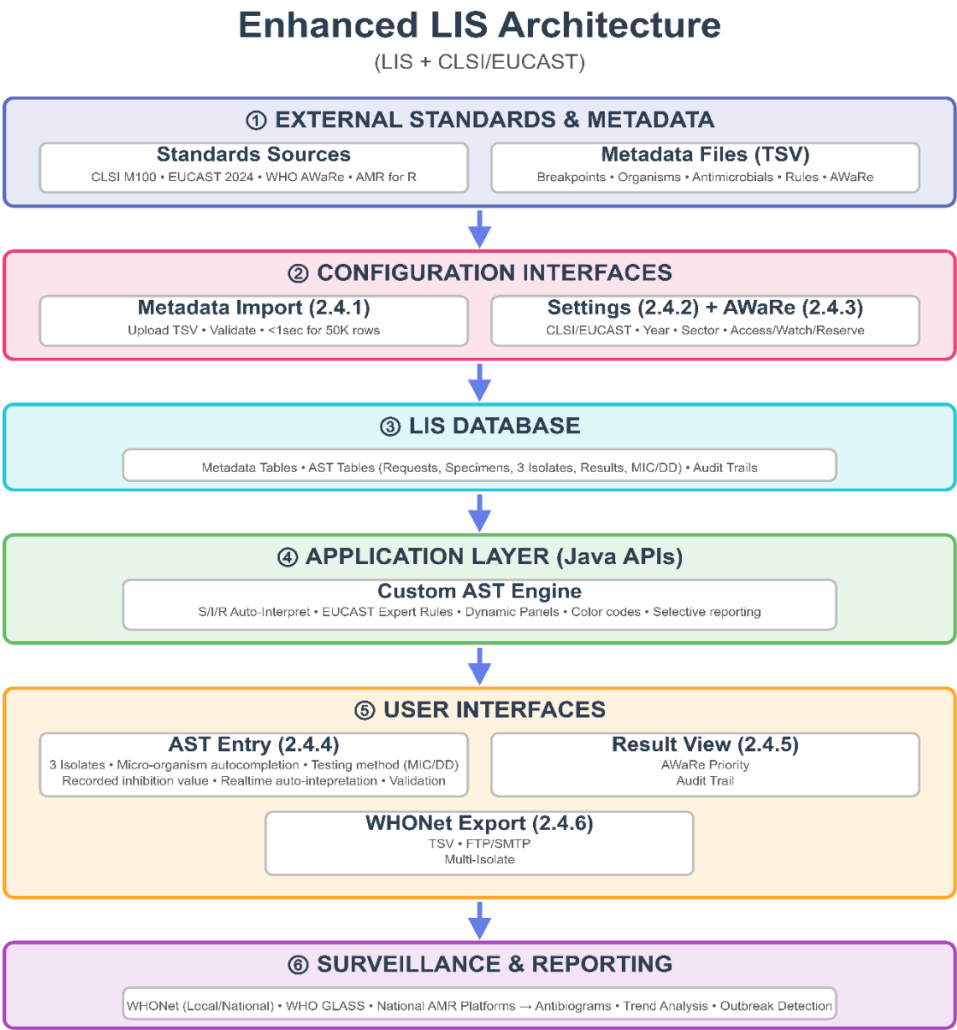 Enhanced LIS Architecture
(LIS + CLSI/EUCAST)
① EXTERNAL STANDARDS & METADATA
Standards Sources
CLSI M100 • EUCAST 2024 • WHO AWaRe • AMR for R
Metadata Files (TSV)
Breakpoints • Organisms • Antimicrobials • Rules • AWaRe
② CONFIGURATION INTERFACES
Metadata Import (2.4.1)
Upload TSV • Validate • <1sec for 50K rows
Settings (2.4.2) + AWaRe (2.4.3)
CLSI/EUCAST • Year • Sector • Access/Watch/Reserve
③ LIS DATABASE
Metadata Tables • AST Tables (Requests, Specimens, 3 Isolates, Results, MIC/DD) • Audit Trails
④ APPLICATION LAYER (Java APIs)
Custom AST Engine
S/I/R Auto-Interpret • EUCAST Expert Rules • Dynamic Panels • Color codes • Selective reporting
⑤ USER INTERFACES
AST Entry (2.4.4)
3 Isolates • Micro-organism autocompletion • Testing method (MIC/DD)
Recorded inhibition value • Realtime auto-intepretation • Validation
Result View (2.4.5)
AWaRe Priority
Audit Trail
WHONet Export (2.4.6)
TSV • FTP/SMTP
Multi-Isolate
⑥ SURVEILLANCE & REPORTING
WHONet (Local/National) • WHO GLASS • National AMR Platforms → Antibiograms • Trend Analysis • Outbreak Detection